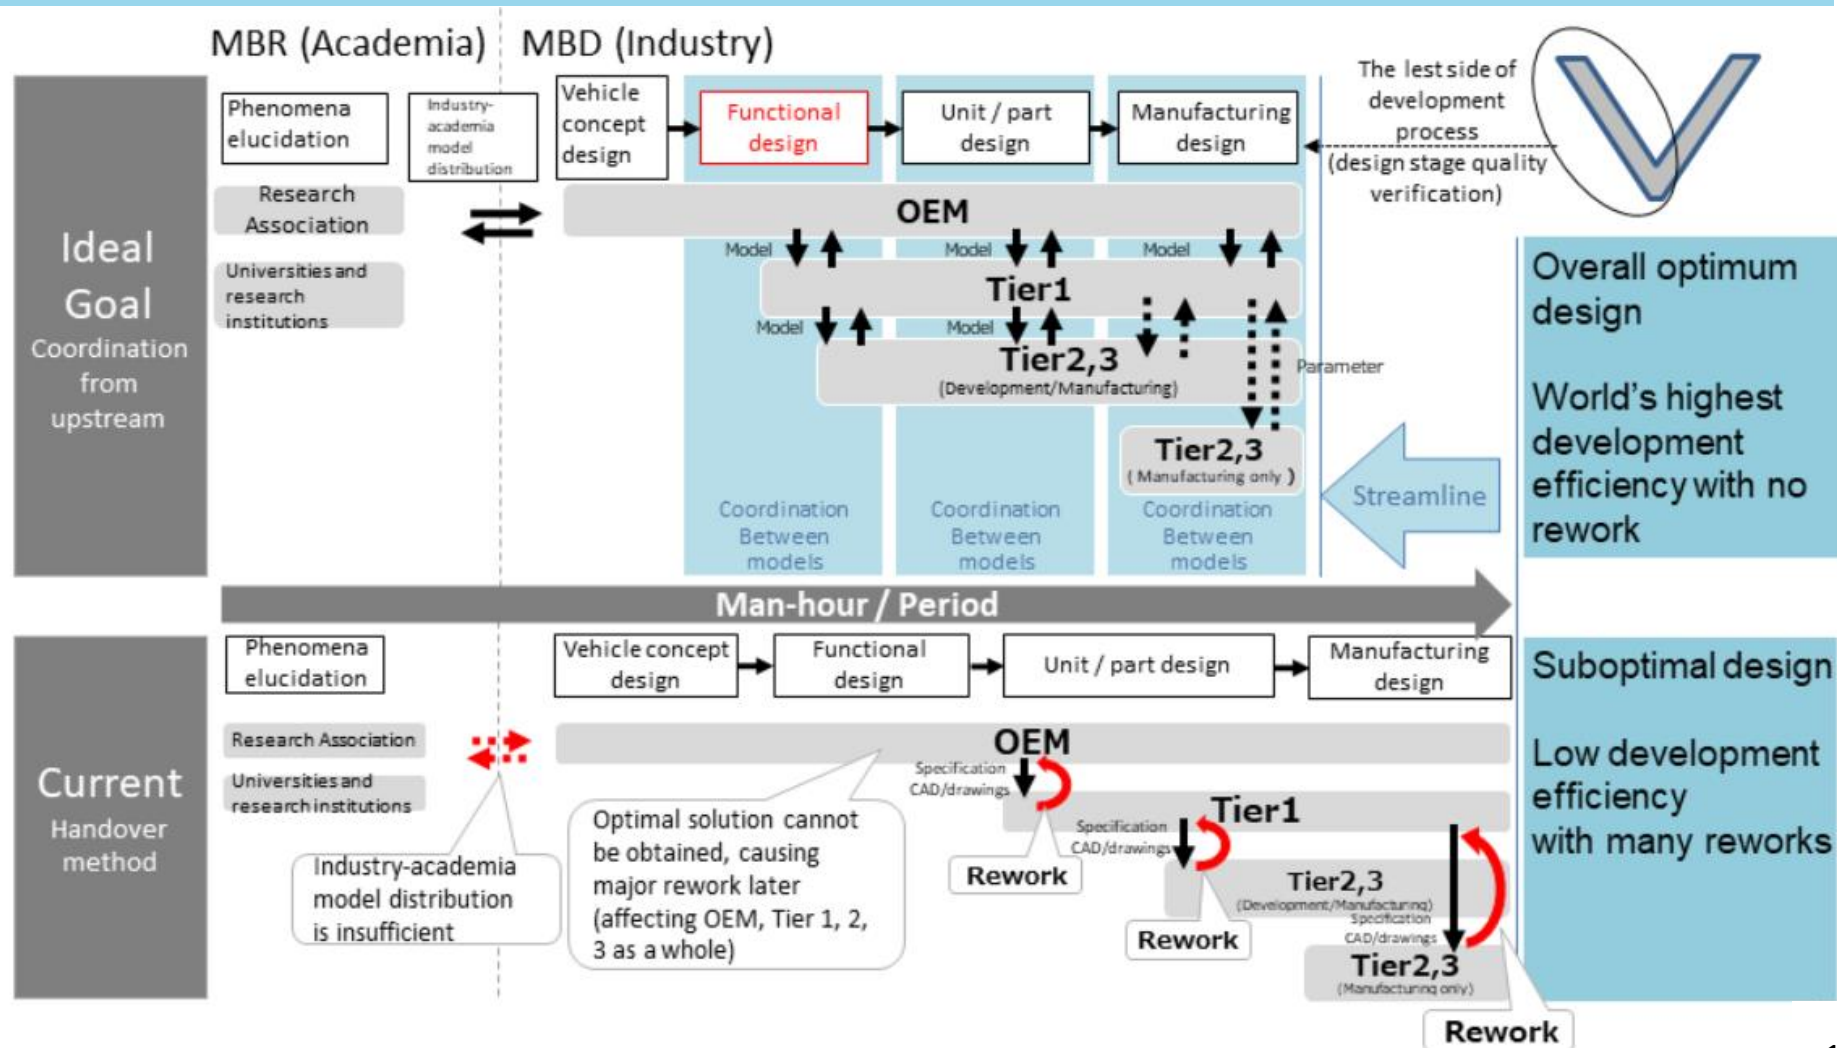 MBR (Academia)
MBD (Industry)
Ideal
Goal
Coordination
from
upstream
Phenomena
elucidation
Industry-
academia
model
distribution
Vehicle
concept
design
Functional
design
Unit / part
design
Manufacturing
design
The lest side of
development
process
(design stage quality
verification)
Research
Association
Universities and
research
institutions
OEM
Model
Model
Model
Tier1
Model
Model
Tier2,3
(Development/Manufacturing)
Parameter
Tier2,3
( Manufacturing only )
Coordination
Between
models
Coordination
Between
models
Coordination
Between
models
Streamline
Overall optimum
design
World's highest
development
efficiency with no
rework
Man-hour / Period
Current
Handover
method
Phenomena
elucidation
Vehicle concept
design
Functional
design
Unit / part design
Manufacturing
design
Research Association
Universities and
research institutions
Industry-academia
model distribution
is insufficient
OEM
Specification
CAD/drawings
Optimal solution cannot
be obtained, causing
major rework later
(affecting OEM, Tier 1, 2,
3 as a whole)
Rework
Tier1
Specification
CAD/drawings
Rework
Tier2,3
(Development/Manufacturing)
Specification
CAD/drawings
Tier2,3
(Manufacturing only)
Rework
Suboptimal design
Low development
efficiency
with many reworks